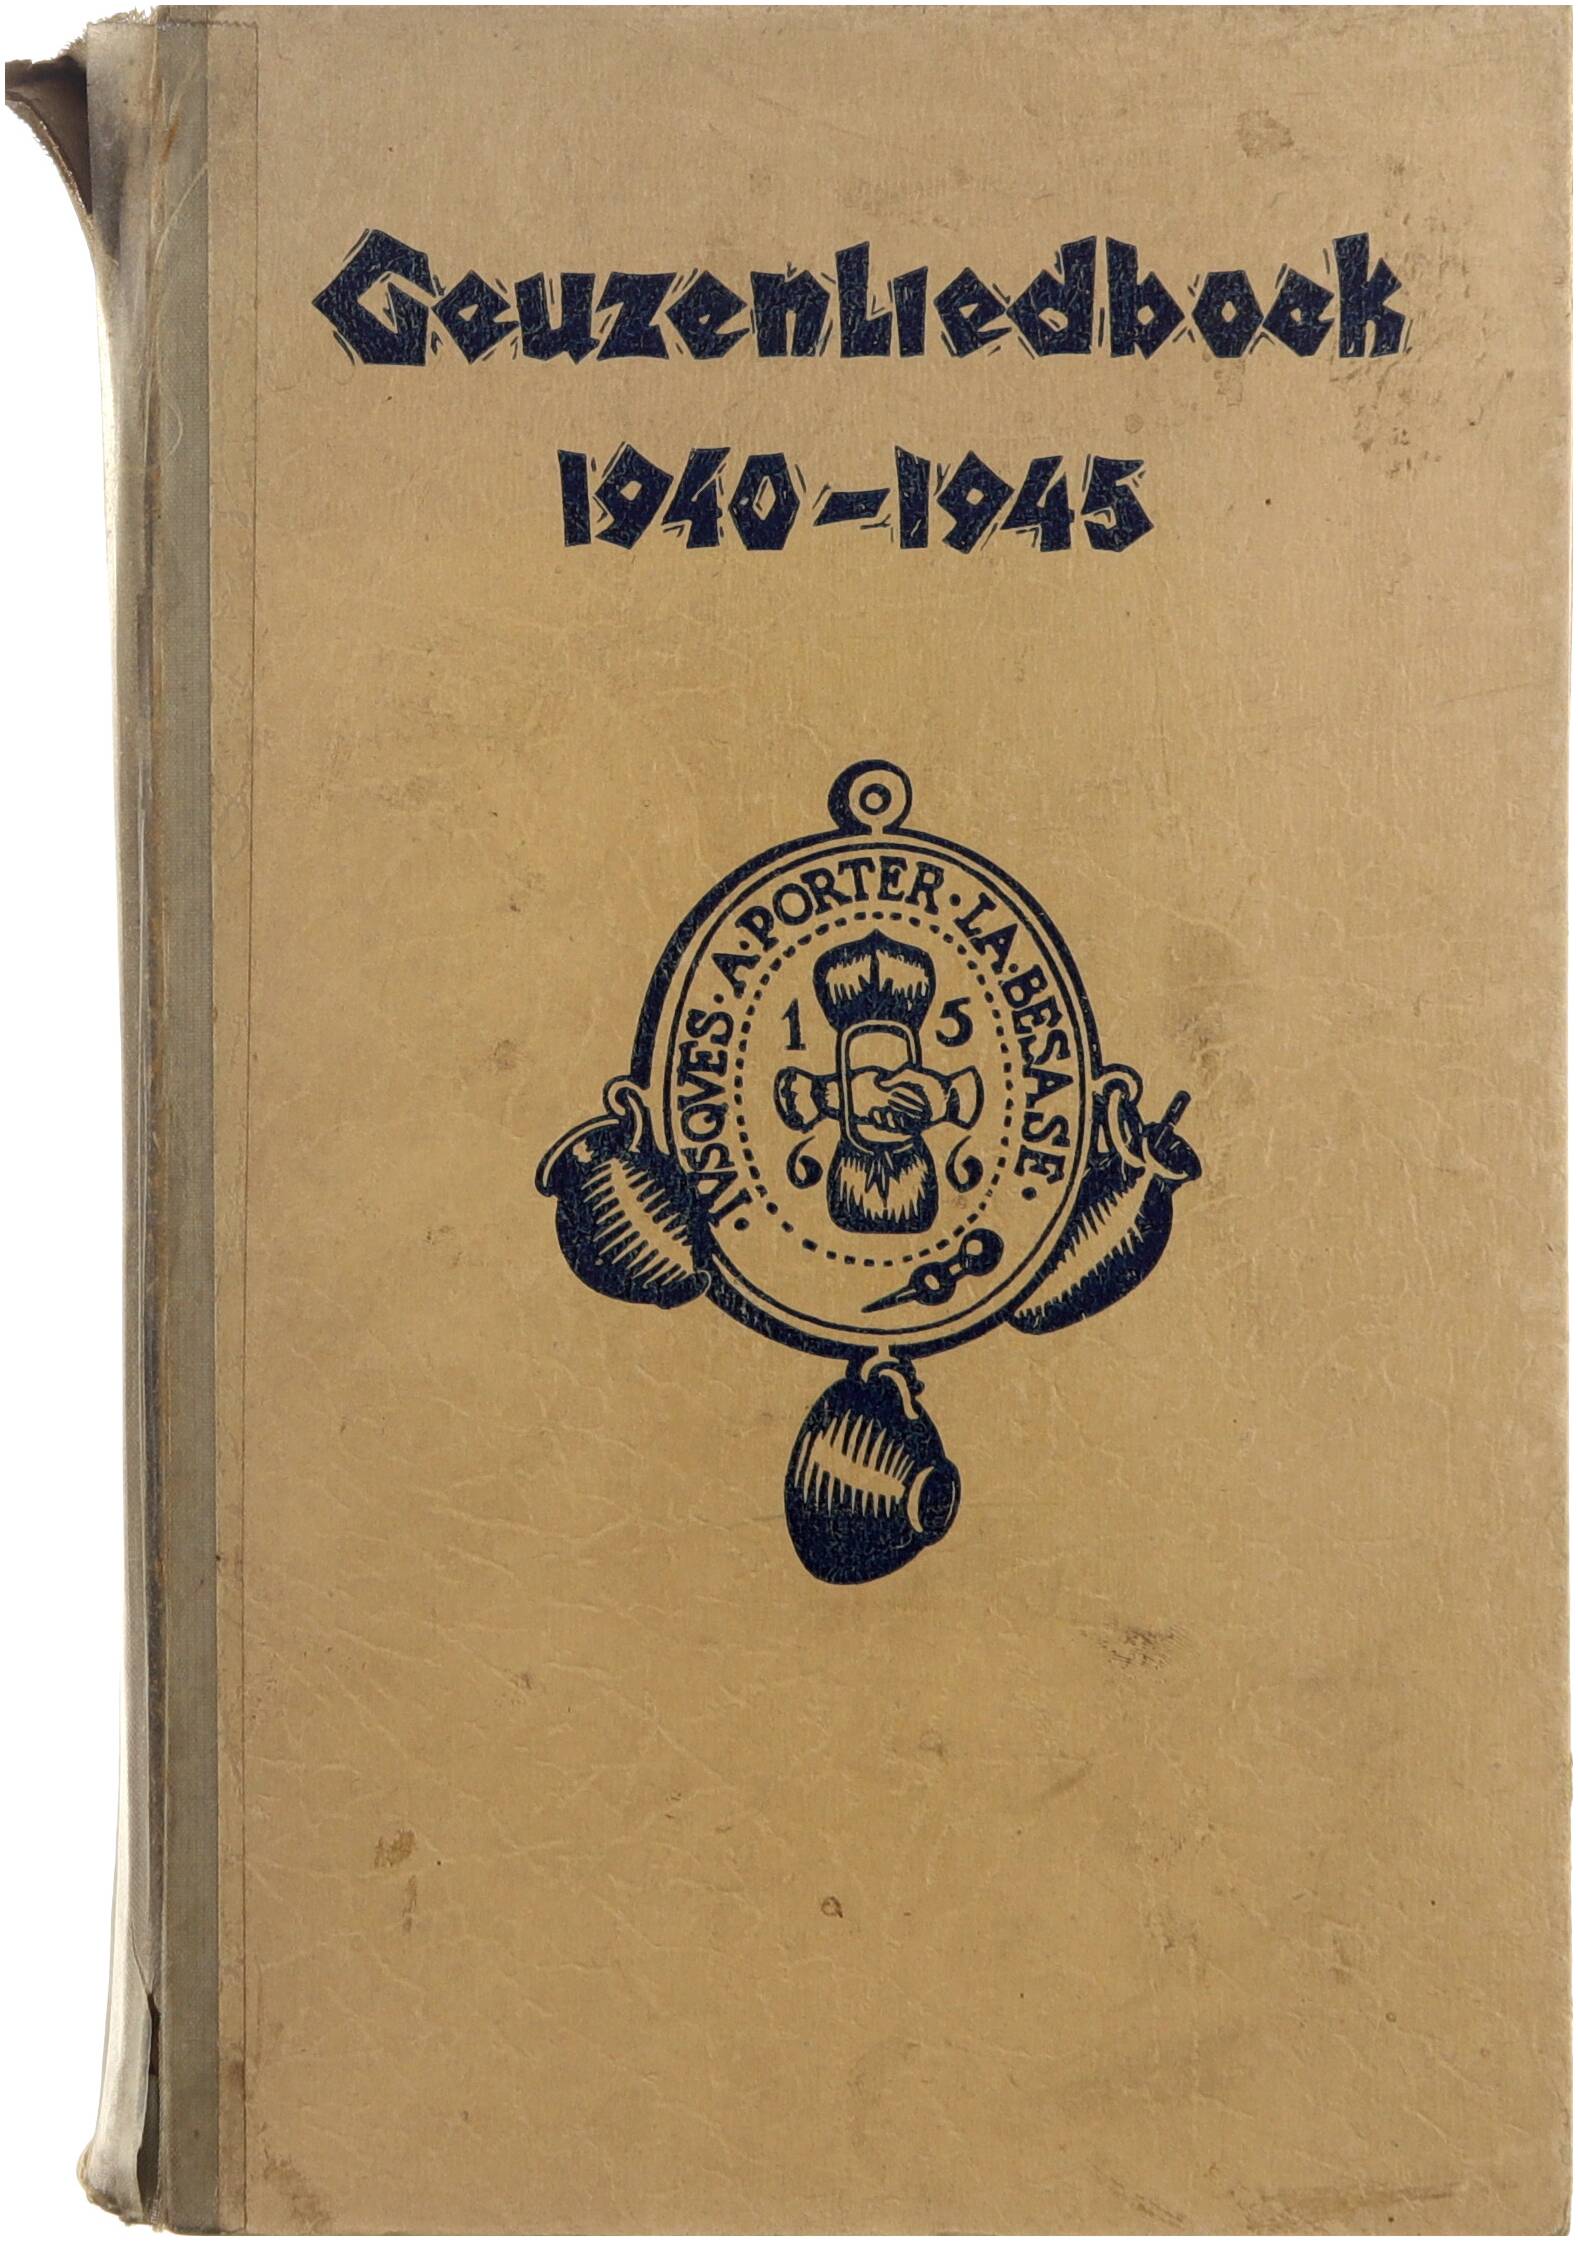 Geuzenliedboek
1940-1945
·IVSQVES·A·PORTER·LA·BESASE·
1 5
6 6